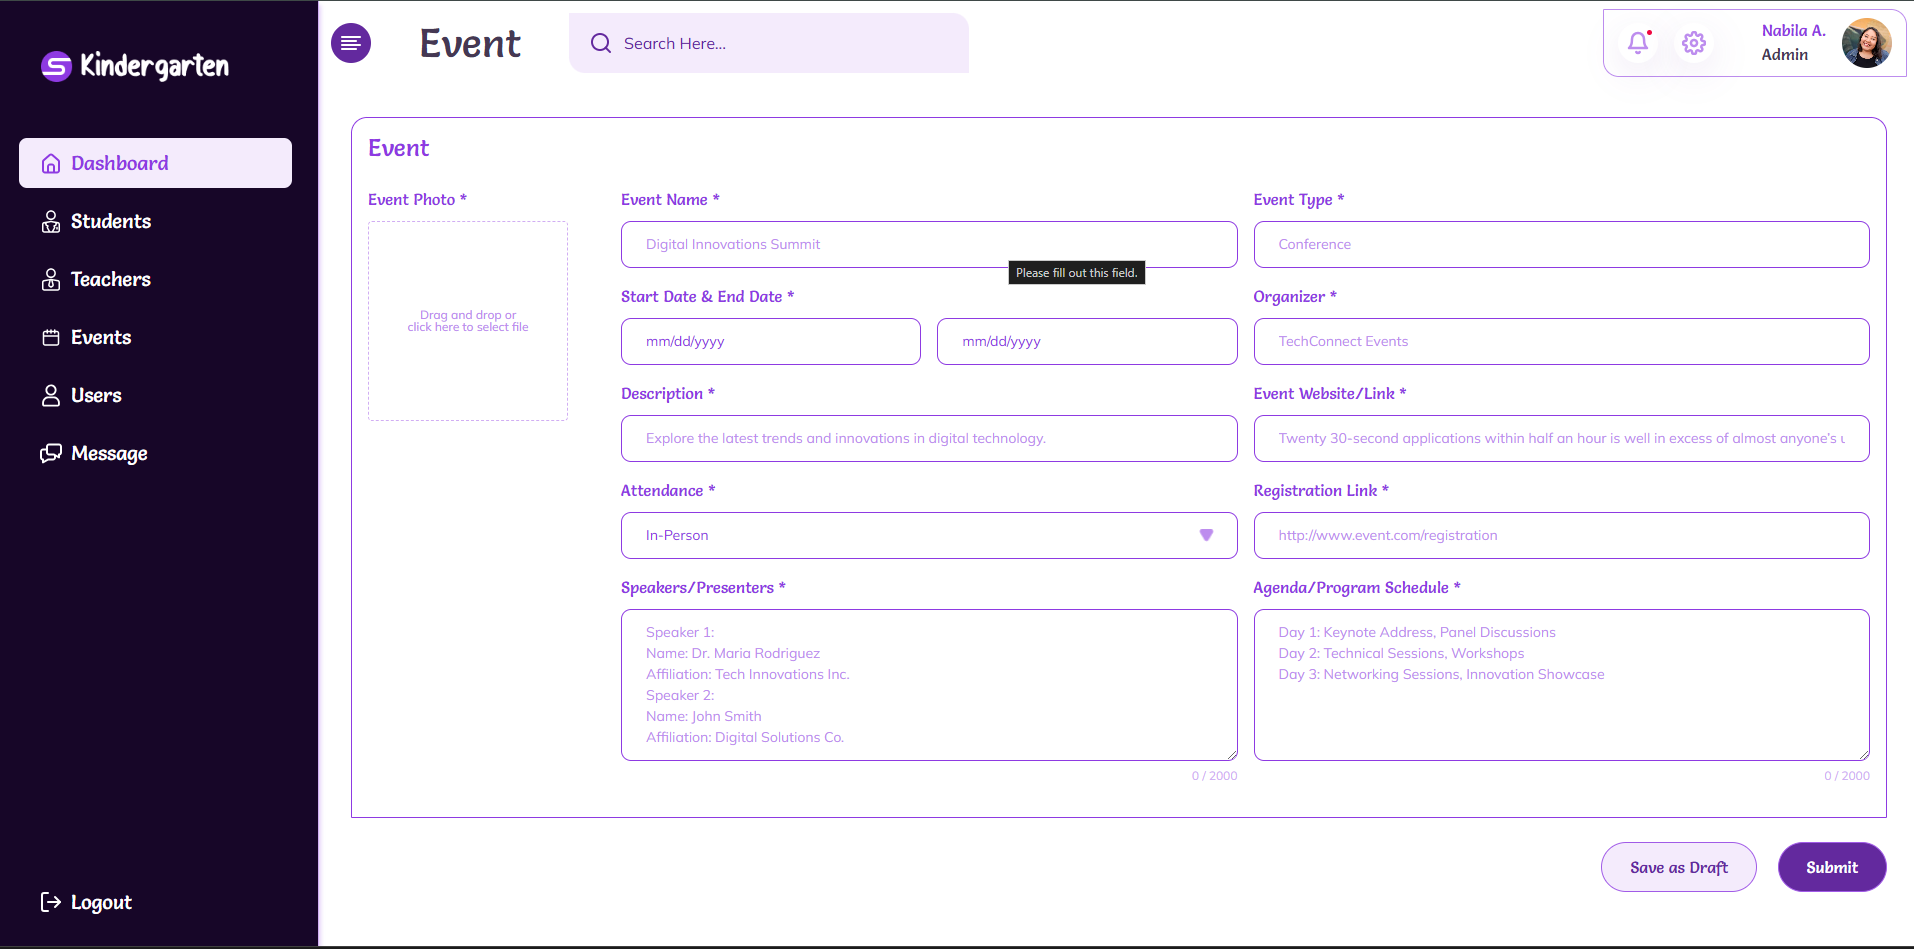 Kindergarten
Dashboard
Students
Teachers
Events
Users
Message
Logout
Event
Search Here...
Nabila A.
Admin
Event
Event Photo *
Drag and drop or
click here to select file
Event Name *
Digital Innovations Summit
Please fill out this field.
Event Type *
Conference
Start Date & End Date *
mm/dd/yyyy
mm/dd/yyyy
Organizer *
TechConnect Events
Description *
Explore the latest trends and innovations in digital technology.
Event Website/Link *
Twenty 30-second applications within half an hour is well in excess of almost anyone's
Attendance *
In-Person
Registration Link *
http://www.event.com/registration
Speakers/Presenters *
Speaker 1:
Name: Dr. Maria Rodriguez
Affiliation: Tech Innovations Inc.
Speaker 2:
Name: John Smith
Affiliation: Digital Solutions Co.
0 / 2000
Agenda/Program Schedule *
Day 1: Keynote Address, Panel Discussions
Day 2: Technical Sessions, Workshops
Day 3: Networking Sessions, Innovation Showcase
0 / 2000
Save as Draft
Submit